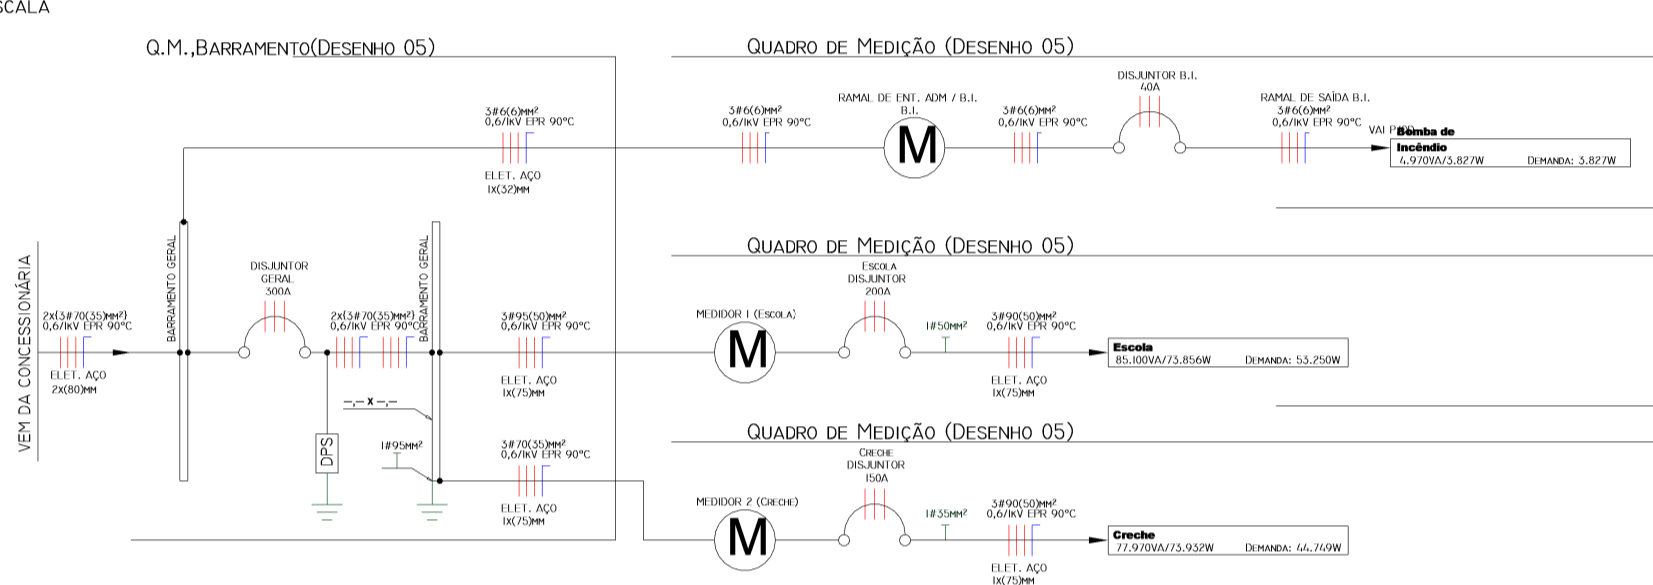 SCALA
Q.M.,BARRAMENTO(DESENHO 05)
QUADRO DE MEDIÇÃO (DESENHO 05)
DISJUNTOR B.I.
40A
RAMAL DE ENT. ADM / B.I.
B.I.
RAMAL DE SAÍDA B.I.
3#6(6)MM²
0,6/1KV EPR 90°C
3#6(6)MM²
0,6/1KV EPR 90°C
3#6(6)MM²
0,6/1KV EPR 90°C
3#6(6)MM²
0,6/1KV EPR 90°C
M
VAI
Bomba de
Incêndio
4.970VA/3.827W DEMANDA: 3.827W
ELET. AÇO
1X(32)MM
VEM DA CONCESSIONÁRIA
2X{3#70(35)MM²}
0,6/1KV EPR 90°C
ELET. AÇO
2X(80)MM
BARRAMENTO GERAL
DISJUNTOR
GERAL
300A
2X{3#70(35)MM²}
0,6/1KV EPR 90°C
BARRAMENTO GERAL
DPS
-,- X -,-
1#95MM²
3#95(50)MM²
0,6/1KV EPR 90°C
ELET. AÇO
1X(75)MM
QUADRO DE MEDIÇÃO (DESENHO 05)
MEDIDOR 1 (ESCOLA)
M
ESCOLA
DISJUNTOR
200A
1#50MM²
3#90(50)MM²
0,6/1KV EPR 90°C
ELET. AÇO
1X(75)MM
Escola
85.100VA/73.856W DEMANDA: 53.250W
3#70(35)MM²
0,6/1KV EPR 90°C
ELET. AÇO
1X(75)MM
QUADRO DE MEDIÇÃO (DESENHO 05)
MEDIDOR 2 (CRECHE)
M
CRECHE
DISJUNTOR
150A
1#35MM²
3#90(50)MM²
0,6/1KV EPR 90°C
ELET. AÇO
1X(75)MM
Creche
77.970VA/73.932W DEMANDA: 44.749W